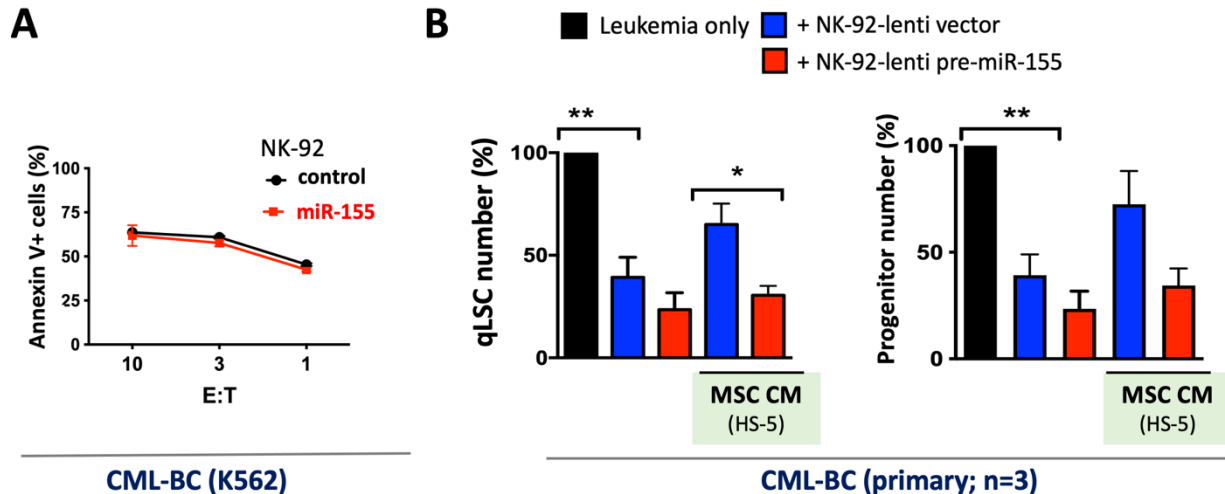 A
Annexin V+ cells (%)
100
75
50
25
0
NK-92
control
miR-155
10 3 1
E:T
CML-BC (K562)
B
Leukemia only
+ NK-92-lenti vector
+ NK-92-lenti pre-miR-155
qLSC number (%)
100
50
0
**
*
MSC CM
(HS-5)
Progenitor number (%)
100
50
0
**
MSC CM
(HS-5)
CML-BC (primary; n=3)